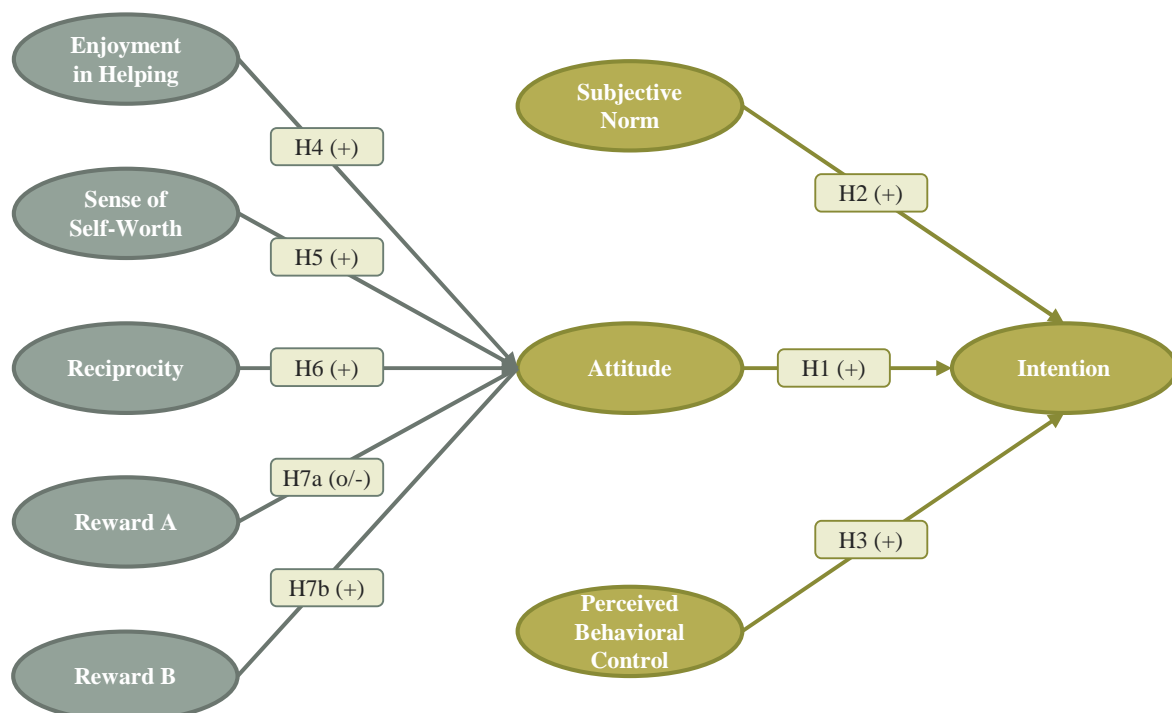 Enjoyment
in Helping
H4 (+)
Sense of
Self-Worth
H5 (+)
Reciprocity
H6 (+)
Reward A
H7a (o/-)
H7b (+)
Reward B
Subjective
Norm
H2 (+)
Attitude
H1 (+)
Intention
H3 (+)
Perceived
Behavioral
Control